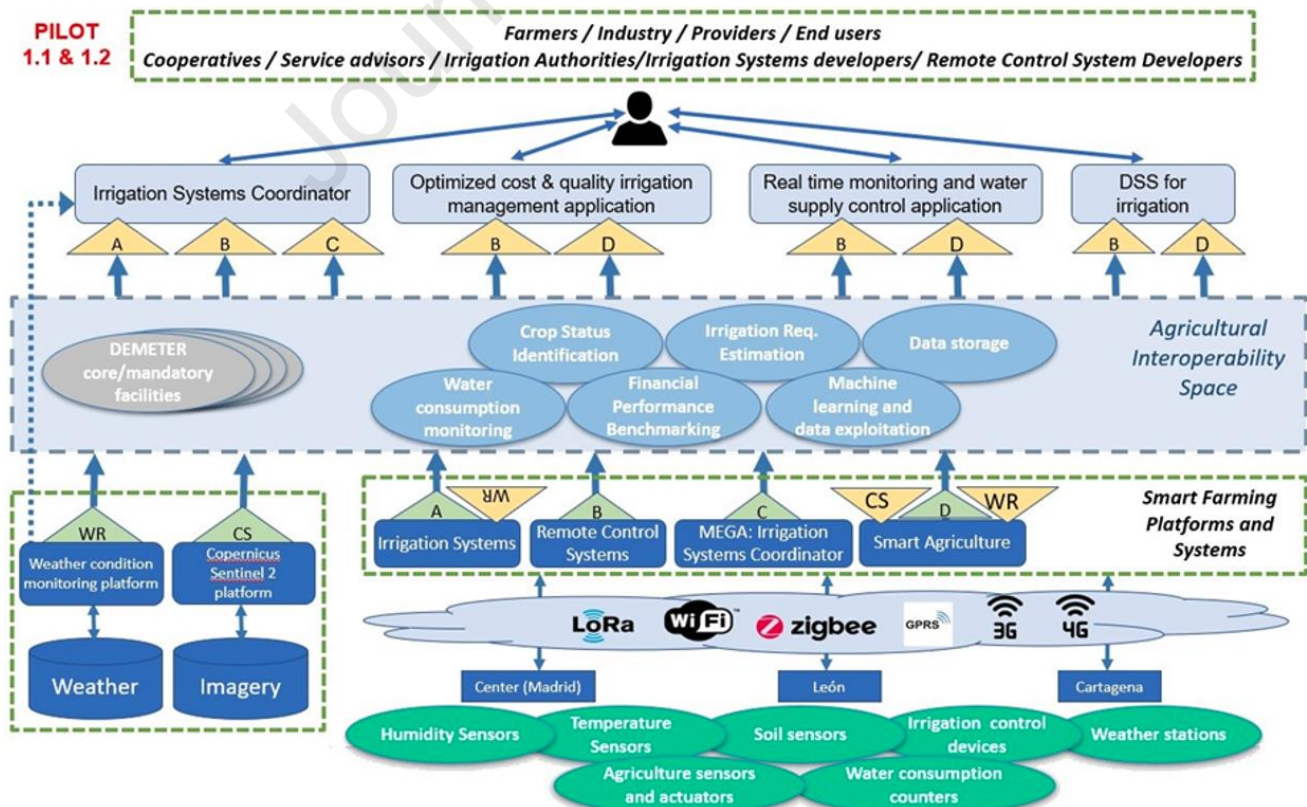 Jour
PILOT
1.1 & 1.2
Farmers / Industry / Providers / End users
Cooperatives / Service advisors / Irrigation Authorities/Irrigation Systems developers/ Remote Control System Developers
Irrigation Systems Coordinator
Optimized cost & quality irrigation
management application
Real time monitoring and water
supply control application
DSS for
irrigation
A
B
C
B
D
B
D
B
D
DEMETER
core/mandatory
facilities
Crop Status
Identification
Irrigation Req.
Estimation
Data storage
Water
consumption
monitoring
Financial
Performance
Benchmarking
Machine
learning and
data exploitation
Agricultural
Interoperability
Space
WR
CS
Weather condition
monitoring platform
Copernicus
Sentinel 2
platform
Weather
Imagery
A
WR
B
C
CS
D
WR
Irrigation Systems
Remote Control
Systems
MEGA: Irrigation
Systems Coordinator
Smart Agriculture
Smart Farming
Platforms and
Systems
LoRa
WiFi™
zigbee
GPRS
3G
4G
Center (Madrid)
León
Cartagena
Humidity Sensors
Temperature
Sensors
Soil sensors
Irrigation control
devices
Weather stations
Agriculture sensors
and actuators
Water consumption
counters